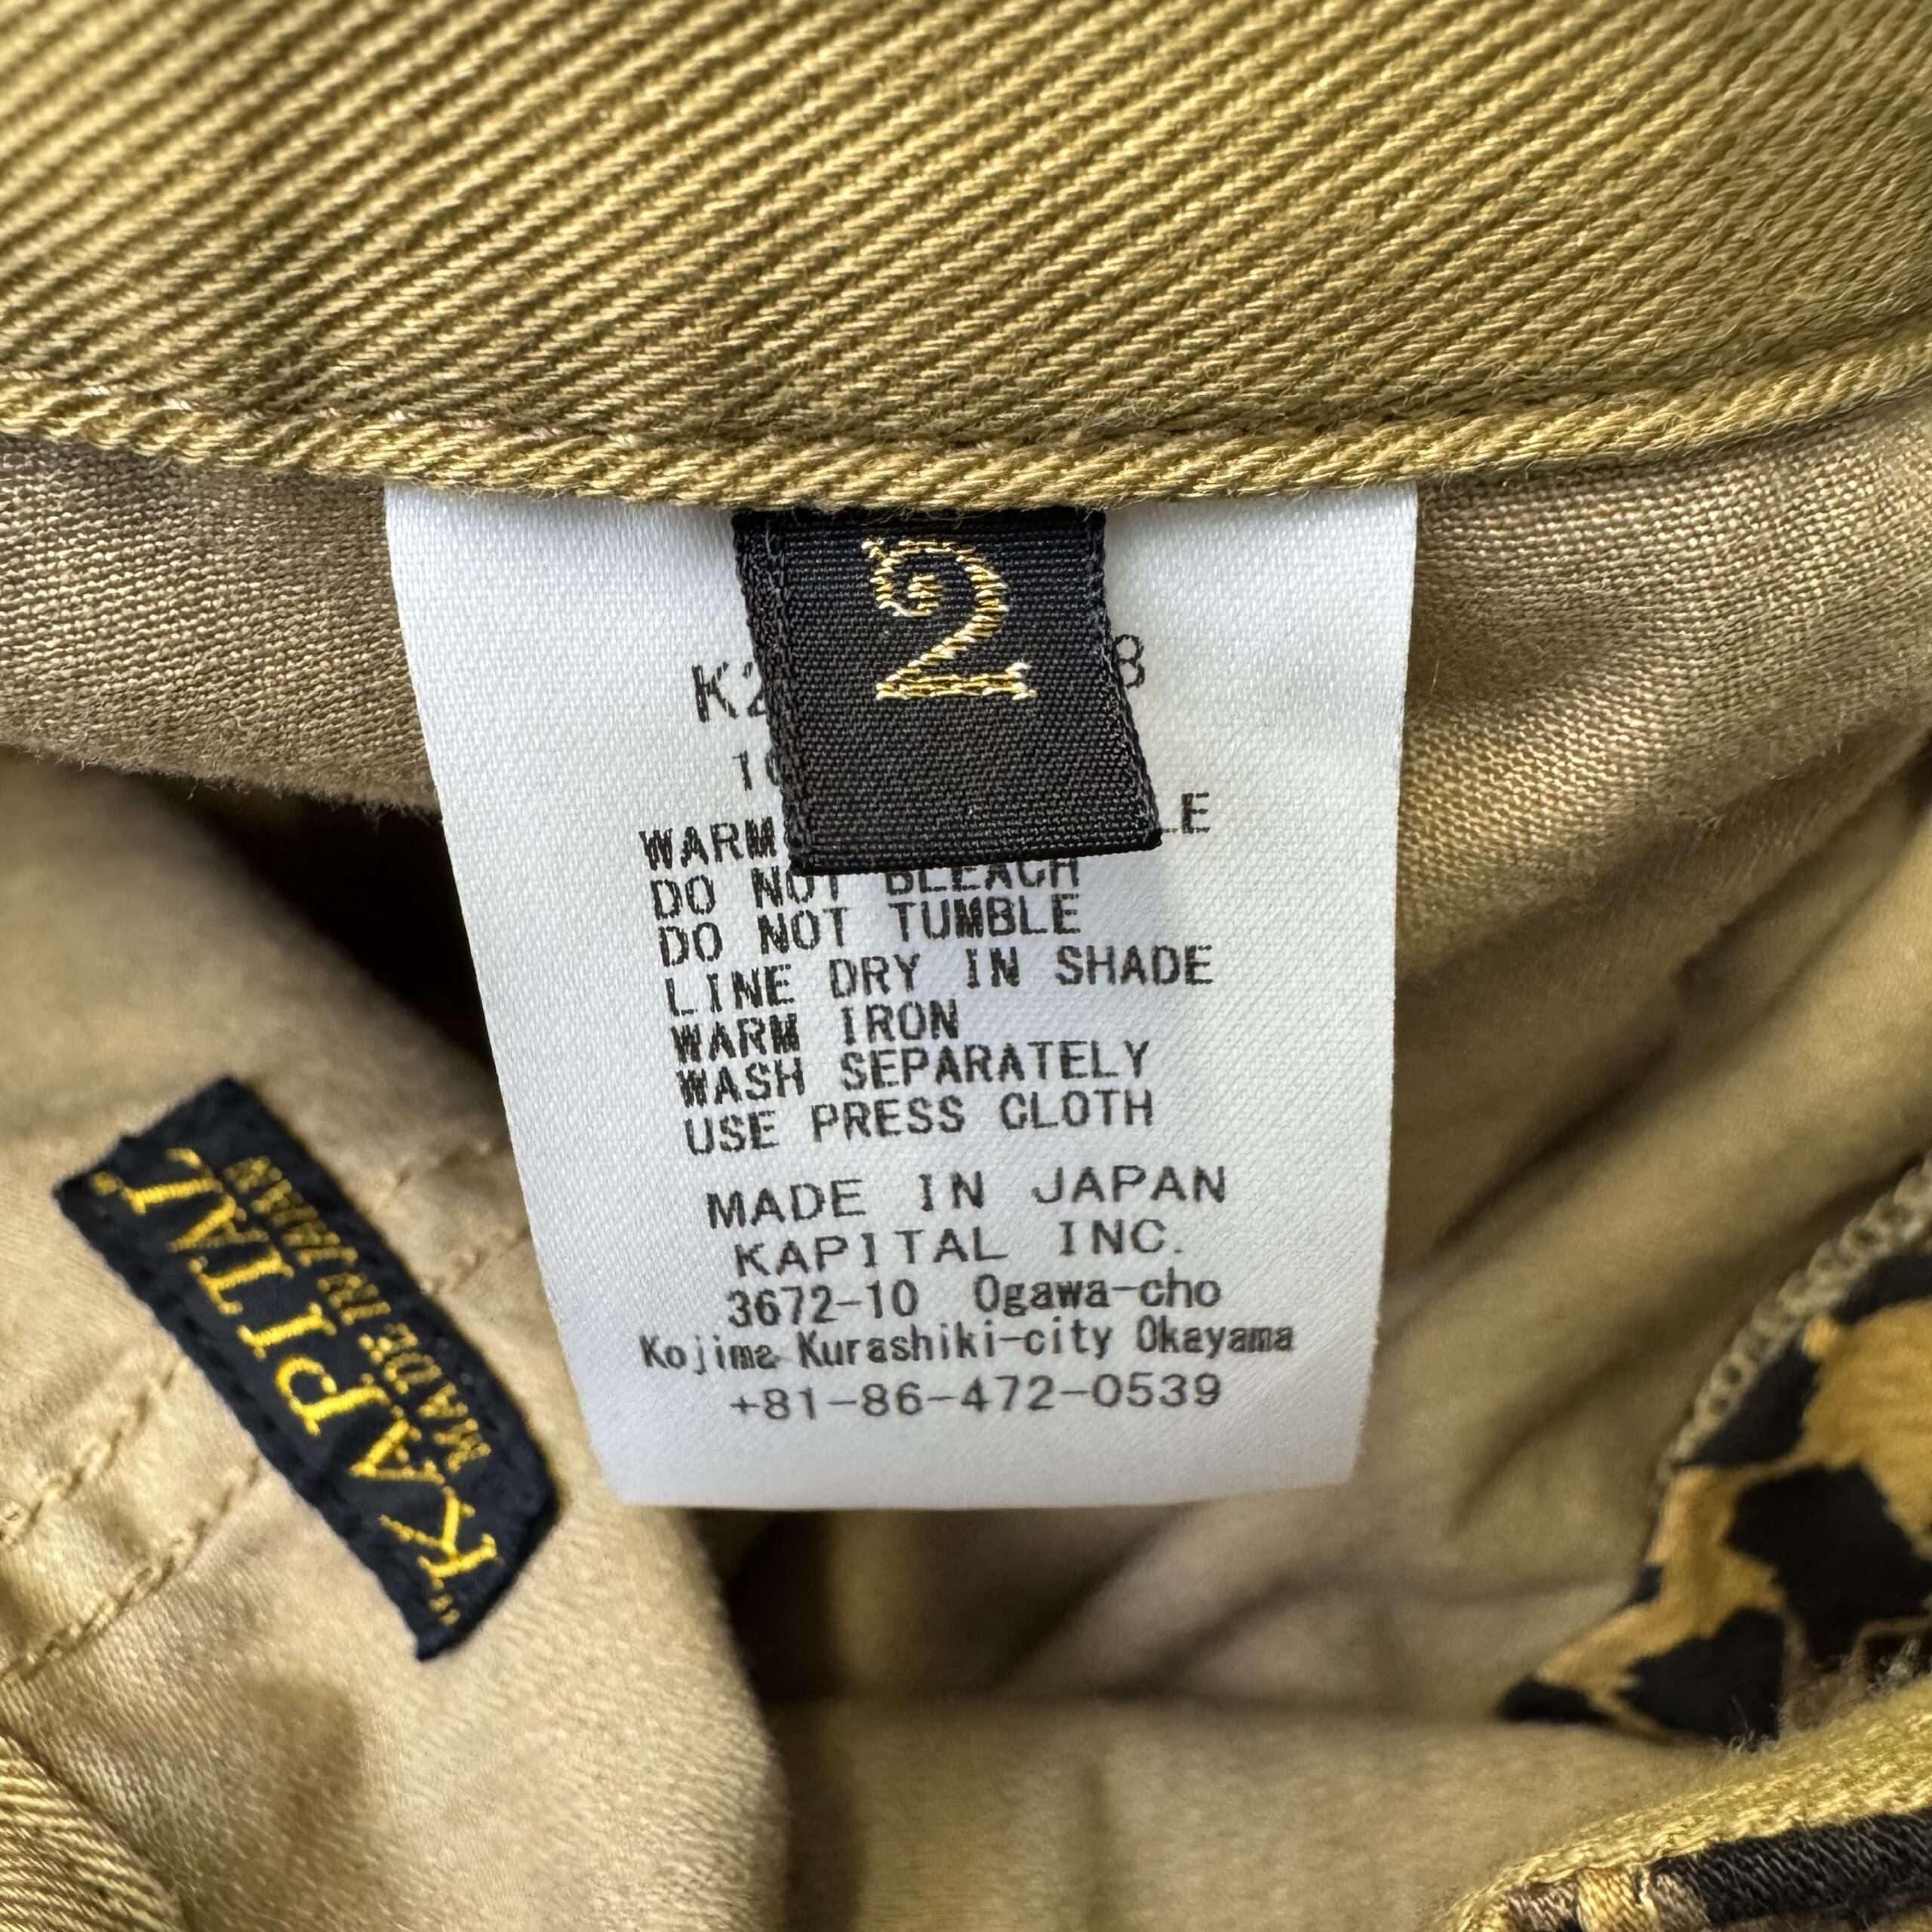 2
WARM
DO NOT BLEACH
DO NOT TUMBLE
LINE DRY IN SHADE
WARM IRON
WASH SEPARATELY
USE PRESS CLOTH
MADE IN JAPAN
KAPITAL INC.
3672-10 Ogawa-cho
Kojima Kurashiki-city Okayama
+81-86-472-0539
"KAPITAL"
MADE IN JAPAN